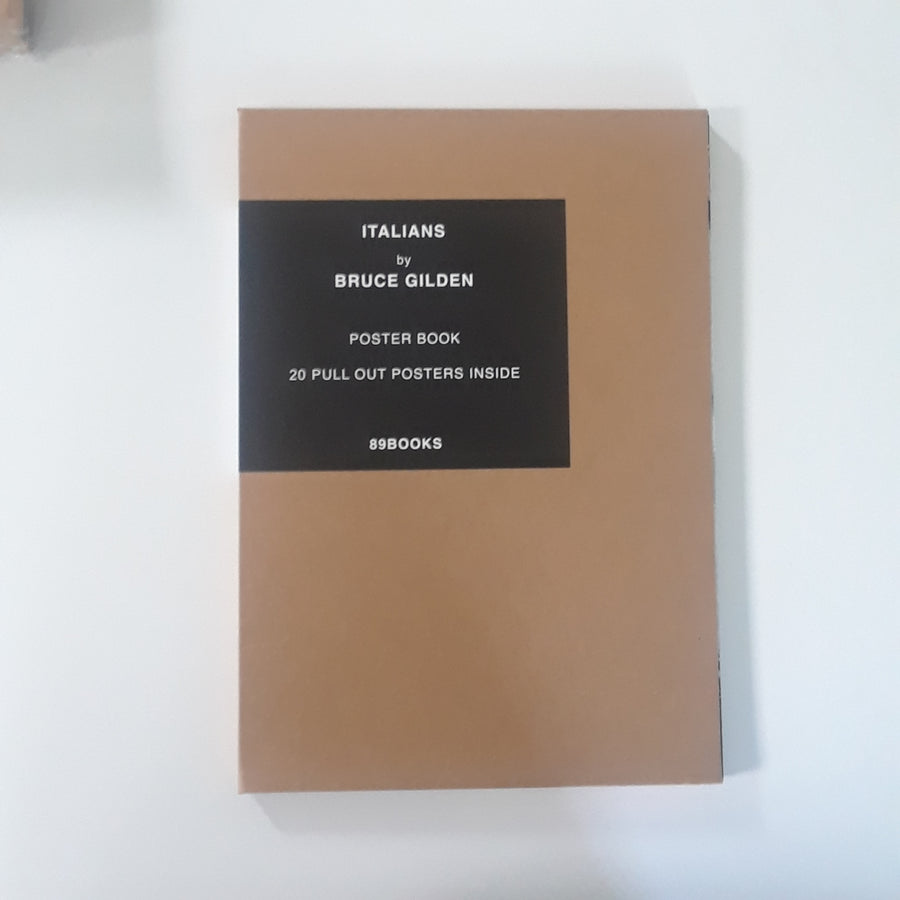 ITALIANS
by
BRUCE GILDEN
POSTER BOOK
20 PULL OUT POSTERS INSIDE
89BOOKS